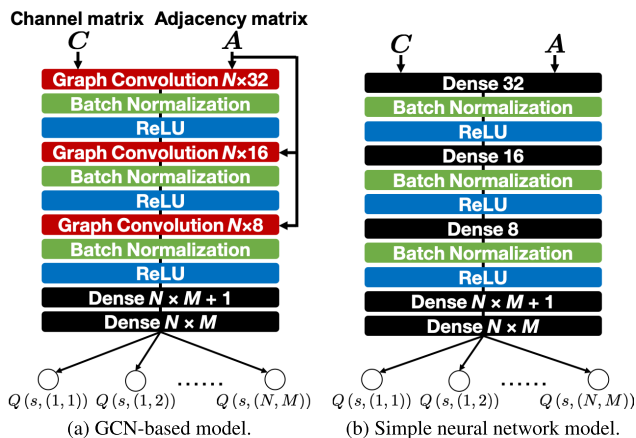 Channel matrix Adjacency matrix
C A
Graph Convolution N×32
Batch Normalization
ReLU
Graph Convolution N×16
Batch Normalization
ReLU
Graph Convolution N×8
Batch Normalization
ReLU
Dense N × M + 1
Dense N × M
Q (s, (1, 1)) Q (s, (1, 2)) ...... Q (s, (N, M))
(a) GCN-based model.
C A
Dense 32
Batch Normalization
ReLU
Dense 16
Batch Normalization
ReLU
Dense 8
Batch Normalization
ReLU
Dense N × M + 1
Dense N × M
Q (s, (1, 1)) Q (s, (1, 2)) ...... Q (s, (N, M))
(b) Simple neural network model.